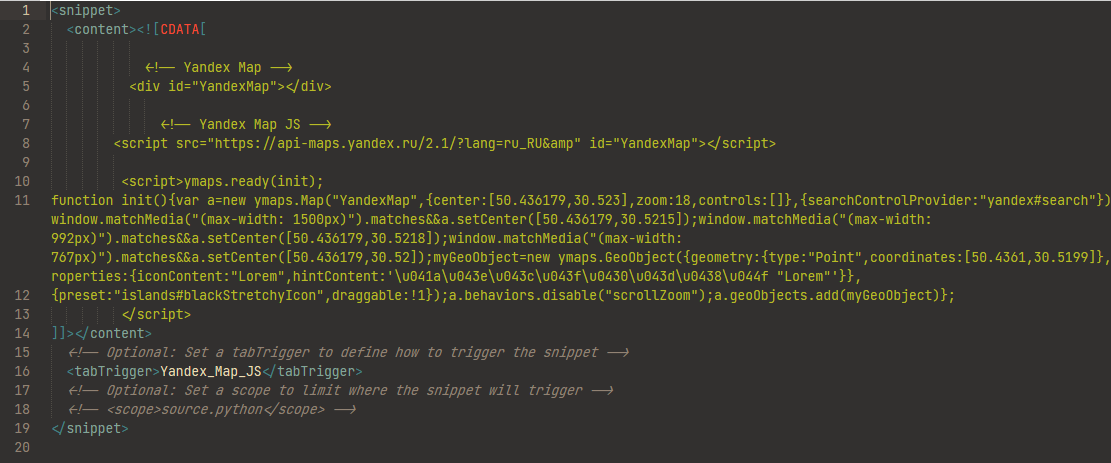 1 <snippet>
2 <content><![CDATA[
3
4 <!-- Yandex Map -->
5 <div id="YandexMap"></div>
6
7 <!-- Yandex Map JS -->
8 <script src="https://api-maps.yandex.ru/2.1/?lang=ru_RU&amp" id="YandexMap"></script>
9
10 <script>ymaps.ready(init);
11 function init(){var a=new ymaps.Map("YandexMap",{center:[50.436179,30.523],zoom:18,controls:[]},{searchControlProvider:"yandex#search"})
window.matchMedia("(max-width: 1500px)").matches&&a.setCenter([50.436179,30.5215]);window.matchMedia("(max-width:
992px)").matches&&a.setCenter([50.436179,30.5218]);window.matchMedia("(max-width:
767px)").matches&&a.setCenter([50.436179,30.52]);myGeoObject=new ymaps.GeoObject({geometry:{type:"Point",coordinates:[50.4361,30.5199]},
roperties:{iconContent:"Lorem",hintContent:'\u041a\u043e\u043c\u043f\u0430\u043d\u0438\u044f "Lorem"'}},
12 {preset:"islands#blackStretchyIcon",draggable:!1});a.behaviors.disable("scrollZoom");a.geoObjects.add(myGeoObject)};
13 </script>
14 ]]></content>
15 <!-- Optional: Set a tabTrigger to define how to trigger the snippet -->
16 <tabTrigger>Yandex_Map_JS</tabTrigger>
17 <!-- Optional: Set a scope to limit where the snippet will trigger -->
18 <!-- <scope>source.python</scope> -->
19 </snippet>
20